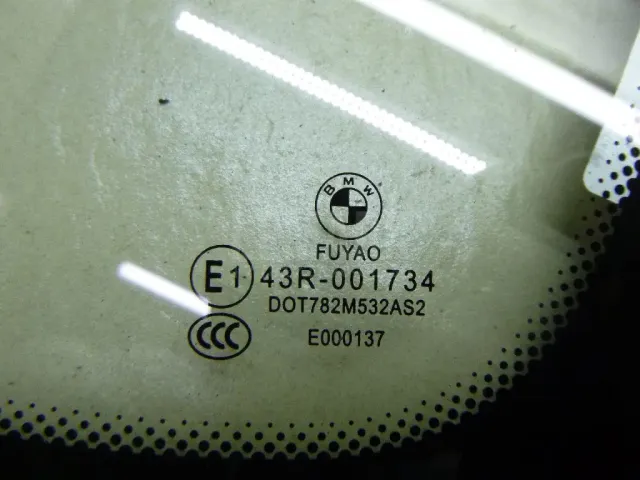 BMW
FUYAO
E1 43R-001734
DOT782M532AS2
CCC E000137